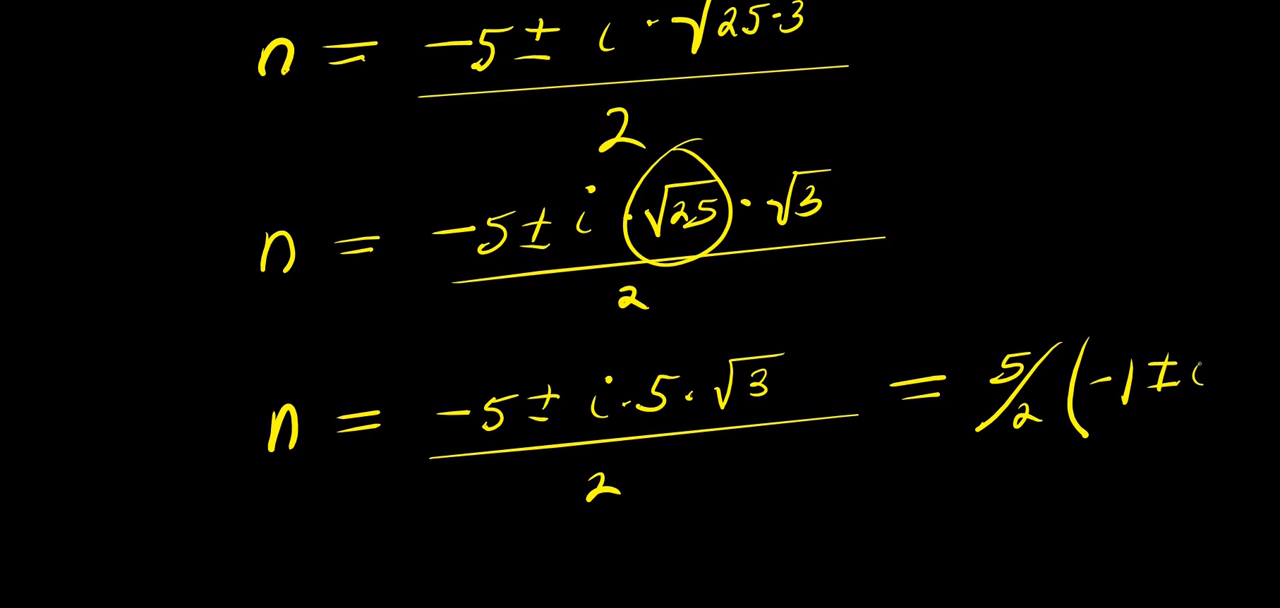 n = (-5 ± i · √25·3) / 2
n = (-5 ± i · √25 · √3) / 2
n = (-5 ± i · 5 · √3) / 2 = 5/2 (-1 ± i